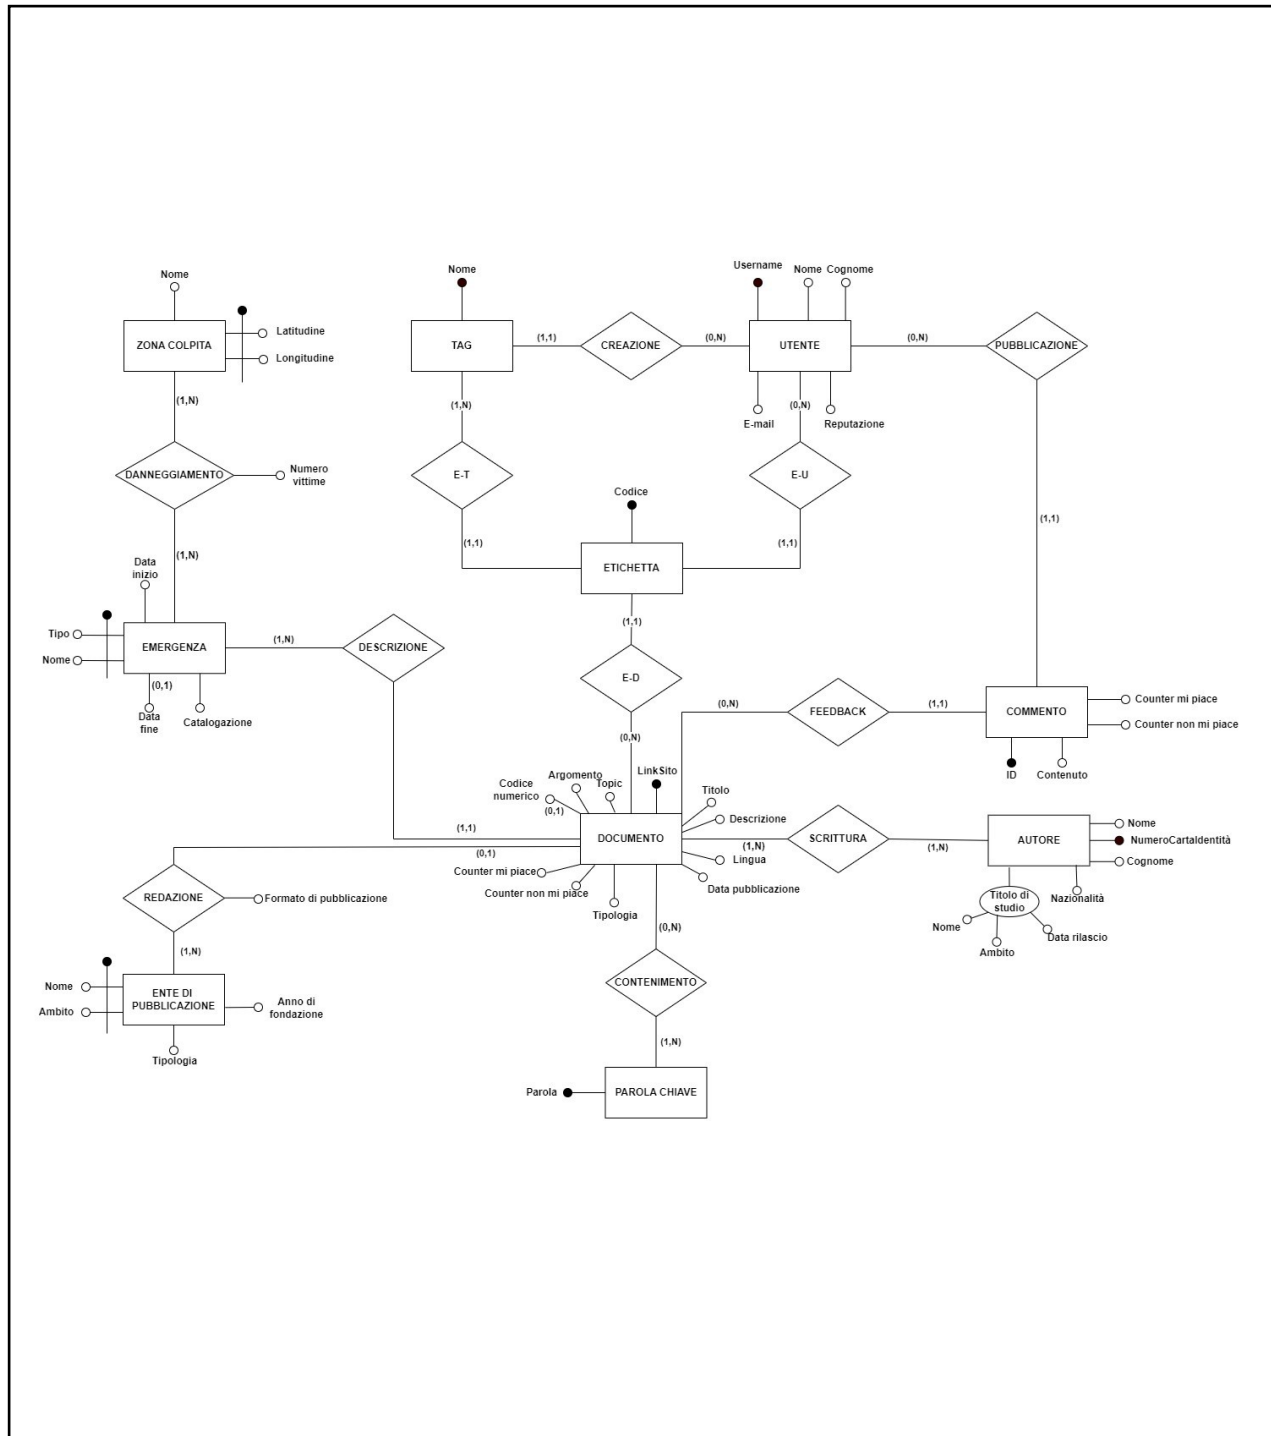 Nome
ZONA COLPITA
Latitudine
Longitudine
(1,N)
DANNEGGIAMENTO
Numero
vittime
(1,N)
Data
inizio
Tipo
Nome
EMERGENZA
(0,1)
Data
fine
Catalogazione
(1,N)
DESCRIZIONE
(1,1)
Nome
TAG
(1,1)
CREAZIONE
(0,N)
Username
Nome
Cognome
UTENTE
E-mail
(0,N)
Reputazione
(0,N)
PUBBLICAZIONE
(1,1)
(1,N)
E-T
(1,1)
E-U
(1,1)
Codice
ETICHETTA
(1,1)
E-D
(0,N)
(0,N)
FEEDBACK
(1,1)
COMMENTO
Counter mi piace
Counter non mi piace
ID
Contenuto
Codice
numerico
(0,1)
Argomento
Topic
LinkSito
Titolo
Descrizione
DOCUMENTO
Lingua
Data pubblicazione
Counter mi piace
Counter non mi piace
Tipologia
(1,N)
SCRITTURA
(1,N)
AUTORE
Nome
NumeroCartaIdentità
Cognome
Nazionalità
Titolo di
studio
Nome
Ambito
Data rilascio
(0,1)
REDAZIONE
Formato di pubblicazione
(1,N)
Nome
Ambito
ENTE DI
PUBBLICAZIONE
Anno di
fondazione
Tipologia
(0,N)
CONTENIMENTO
(1,N)
Parola
PAROLA CHIAVE